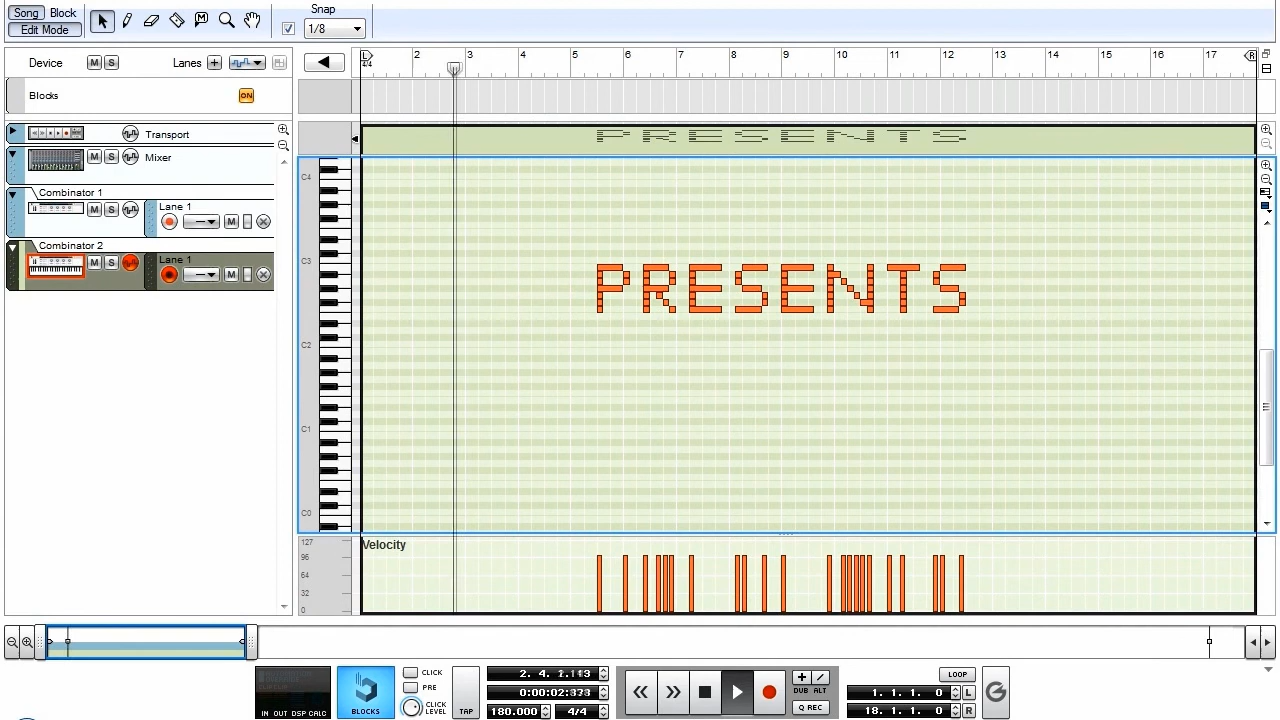 Song Block
Edit Mode
M
Snap
1/8
Device M S Lanes +
Blocks ON
Transport
M S Mixer
Combinator 1
M S Lane 1
M
Combinator 2
M S Lane 1
M
L 2 3 4 5 6 7 8 9 10 11 12 13 14 15 16 17 R
4/4
PRESENTS
C4
C3
PRESENTS
C2
C1
C0
127 Velocity
96
64
32
0
IN OUT DSP CALC
BLOCKS
CLICK
PRE
CLICK
LEVEL
TAP
2. 4. 1.143
0:00:02:373
180.000 4/4
DUB ALT
Q REC
LOOP
1. 1. 1. 0 L
18. 1. 1. 0 R